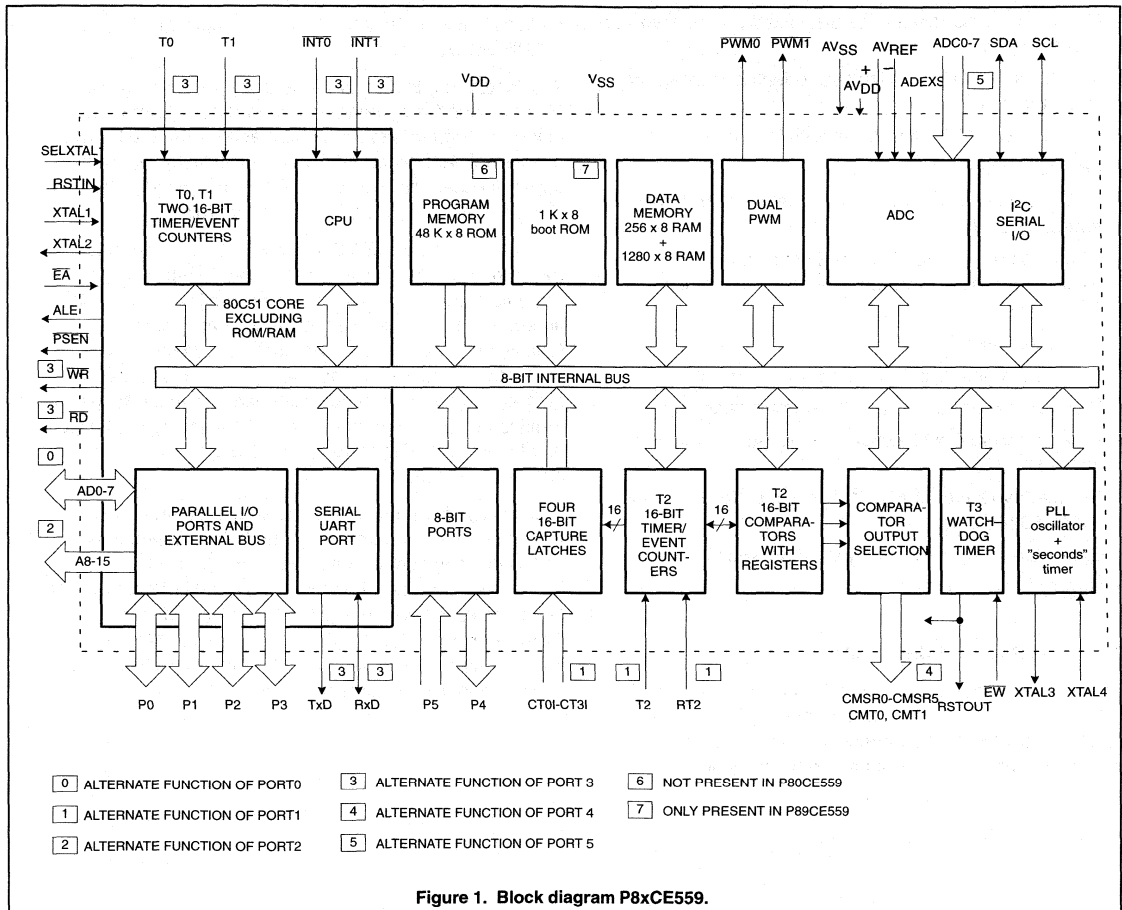 T0 T1 INT0 INT1 VDD VSS PWM0 PWM1 AVSS AVREF ADC0-7 SDA SCL
+ −
AVDD ADEXS
3 3 3 3 5
SELXTAL
RSTIN
XTAL1
XTAL2
EA
ALE
PSEN
3 WR
3 RD
0
AD0-7
2
A8-15
T0, T1
TWO 16-BIT
TIMER/EVENT
COUNTERS
CPU
6
PROGRAM
MEMORY
48 K x 8 ROM
7
1 K x 8
boot ROM
DATA
MEMORY
256 x 8 RAM
+
1280 x 8 RAM
DUAL
PWM
ADC
I2C
SERIAL
I/O
80C51 CORE
EXCLUDING
ROM/RAM
8-BIT INTERNAL BUS
PARALLEL I/O
PORTS AND
EXTERNAL BUS
SERIAL
UART
PORT
8-BIT
PORTS
FOUR
16-BIT
CAPTURE
LATCHES
16
T2
16-BIT
TIMER/
EVENT
COUNT-
ERS
16
T2
16-BIT
COMPARA-
TORS
WITH
REGISTERS
COMPARA-
TOR
OUTPUT
SELECTION
T3
WATCH-
DOG
TIMER
PLL
oscillator
+
"seconds"
timer
3 3 1 1 1 4
P0 P1 P2 P3 TxD RxD P5 P4 CT0I-CT3I T2 RT2 CMSR0-CMSR5
CMT0, CMT1
RSTOUT EW XTAL3 XTAL4
0 ALTERNATE FUNCTION OF PORT0
1 ALTERNATE FUNCTION OF PORT1
2 ALTERNATE FUNCTION OF PORT2
3 ALTERNATE FUNCTION OF PORT 3
4 ALTERNATE FUNCTION OF PORT 4
5 ALTERNATE FUNCTION OF PORT 5
6 NOT PRESENT IN P80CE559
7 ONLY PRESENT IN P89CE559
Figure 1. Block diagram P8xCE559.